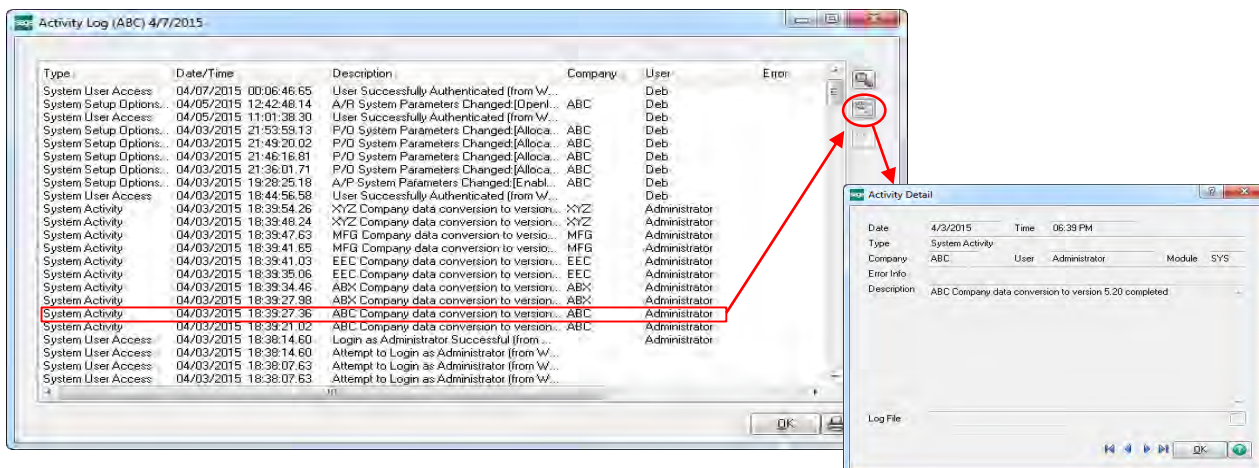 Activity Log (ABC) 4/7/2015
Type Date/Time Description Company User Error
System User Access 04/07/2015 00:06:46.65 User Successfully Authenticated (from W... Deb
System Setup Options... 04/05/2015 12:42:48.14 A/R System Parameters Changed:[OpenI... ABC Deb
System User Access 04/05/2015 11:01:38.30 User Successfully Authenticated (from W... Deb
System Setup Options... 04/03/2015 21:53:59.13 P/O System Parameters Changed:[Alloca... ABC Deb
System Setup Options... 04/03/2015 21:49:20.02 P/O System Parameters Changed:[Alloca... ABC Deb
System Setup Options... 04/03/2015 21:46:16.81 P/O System Parameters Changed:[Alloca... ABC Deb
System Setup Options... 04/03/2015 21:36:01.71 P/O System Parameters Changed:[Alloca... ABC Deb
System Setup Options... 04/03/2015 19:28:25.18 A/P System Parameters Changed:[Enabl... ABC Deb
System User Access 04/03/2015 18:44:56.58 User Successfully Authenticated (from W... Deb
System Activity 04/03/2015 18:39:54.26 XYZ Company data conversion to version... XYZ Administrator
System Activity 04/03/2015 18:39:48.24 XYZ Company data conversion to version... XYZ Administrator
System Activity 04/03/2015 18:39:47.63 MFG Company data conversion to versio... MFG Administrator
System Activity 04/03/2015 18:39:41.65 MFG Company data conversion to versio... MFG Administrator
System Activity 04/03/2015 18:39:41.03 EEC Company data conversion to version... EEC Administrator
System Activity 04/03/2015 18:39:35.06 EEC Company data conversion to version... EEC Administrator
System Activity 04/03/2015 18:39:34.46 ABX Company data conversion to version... ABX Administrator
System Activity 04/03/2015 18:39:27.98 ABX Company data conversion to version... ABX Administrator
System Activity 04/03/2015 18:39:27.36 ABC Company data conversion to version... ABC Administrator
System Activity 04/03/2015 18:39:21.02 ABC Company data conversion to version... ABC Administrator
System User Access 04/03/2015 18:38:14.60 Login as Administrator Successful (from ... Administrator
System User Access 04/03/2015 18:38:14.60 Attempt to Login as Administrator (from W...
System User Access 04/03/2015 18:38:07.63 Attempt to Login as Administrator (from W...
System User Access 04/03/2015 18:38:07.63 Attempt to Login as Administrator (from W...
OK
Activity Detail
Date 4/3/2015 Time 06:39 PM
Type System Activity
Company ABC User Administrator Module SYS
Error Info
Description ABC Company data conversion to version 5.20 completed
Log File
OK